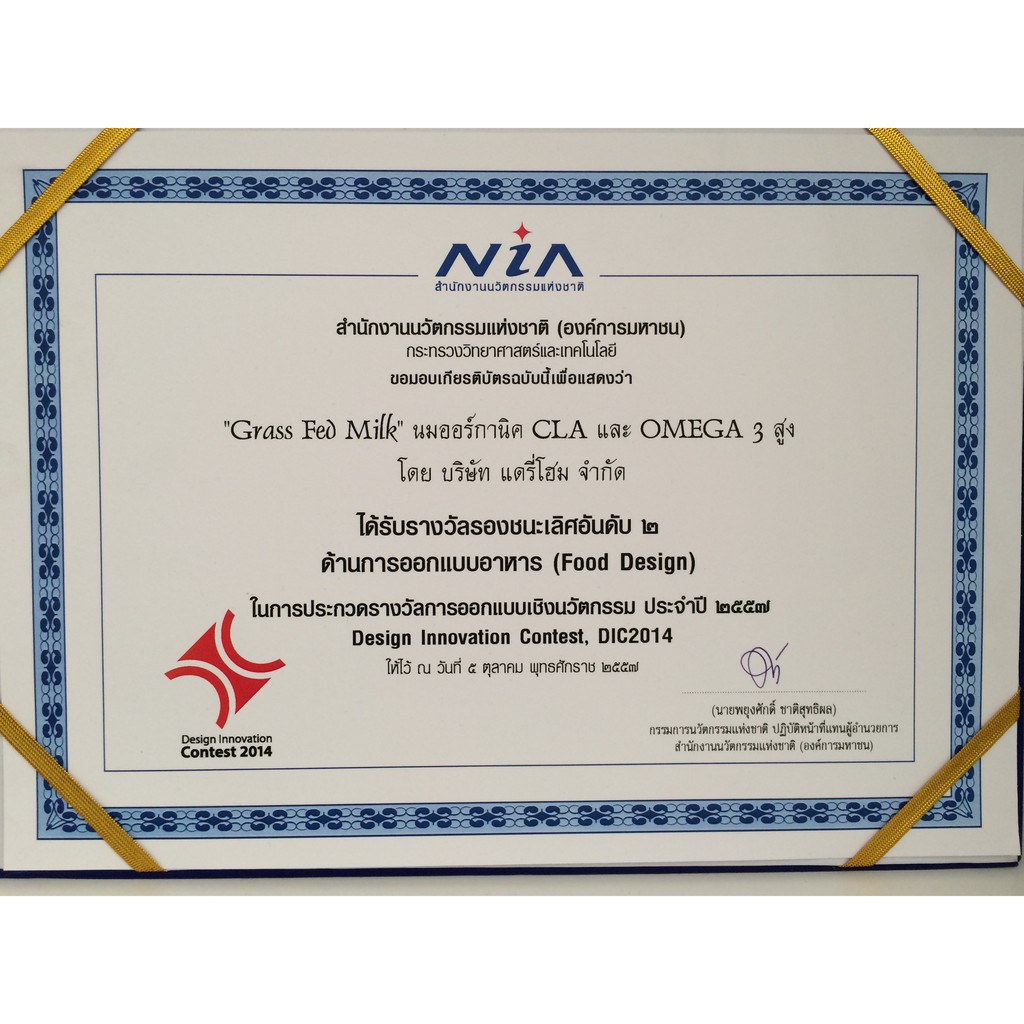 NiA
สำนักงานนวัตกรรมแห่งชาติ
สำนักงานนวัตกรรมแห่งชาติ (องค์การมหาชน)
กระทรวงวิทยาศาสตร์และเทคโนโลยี
ขอมอบเกียรติบัตรฉบับนี้เพื่อแสดงว่า
"Grass Fed Milk" นมออร์กานิค CLA และ OMEGA 3 สูง
โดย บริษัท แดรี่โฮม จำกัด
ได้รับรางวัลรองชนะเลิศอันดับ ๒
ด้านการออกแบบอาหาร (Food Design)
ในการประกวดรางวัลการออกแบบเชิงนวัตกรรม ประจำปี ๒๕๕๗
Design Innovation Contest, DIC2014
ให้ไว้ ณ วันที่ ๕ ตุลาคม พุทธศักราช ๒๕๕๗
(นายพยุงศักดิ์ ชาติสุทธิผล)
กรรมการนวัตกรรมแห่งชาติ ปฏิบัติหน้าที่แทนผู้อำนวยการ
สำนักงานนวัตกรรมแห่งชาติ (องค์การมหาชน)
Design Innovation
Contest 2014